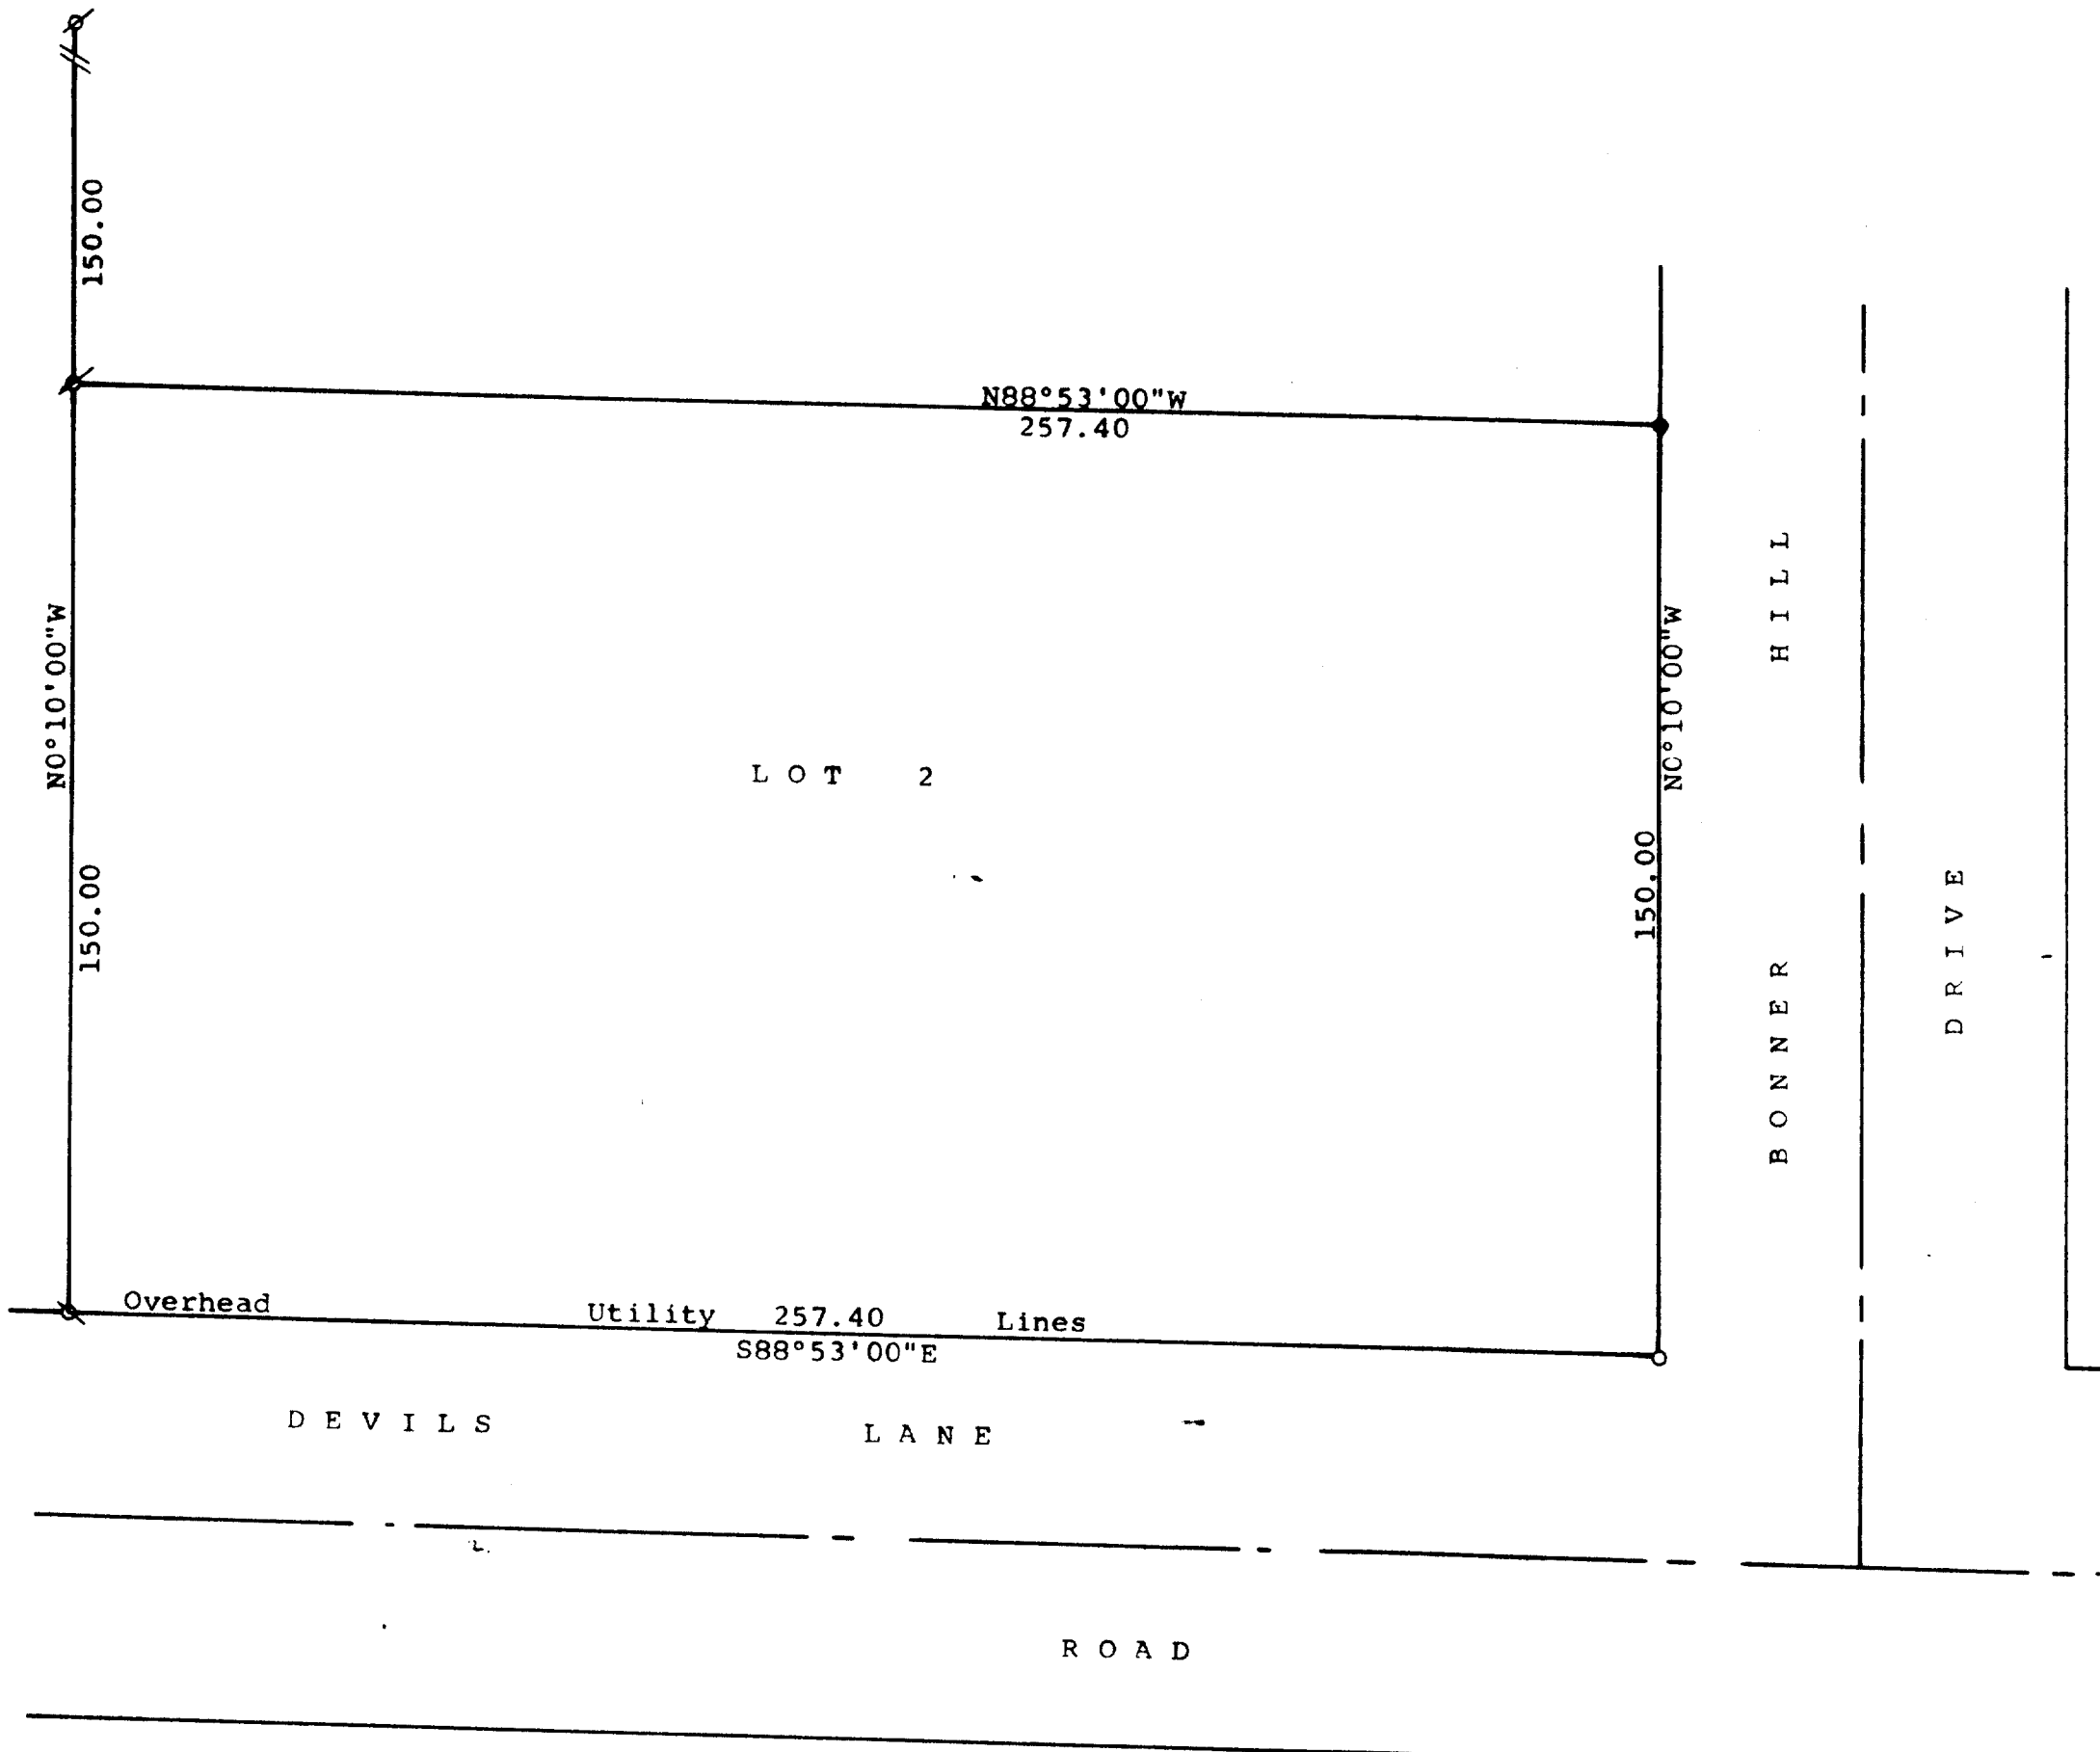 150.00
N88°53'00"W
257.40
N0°10'00"W
150.00
LOT 2
NC°10'00"W
150.00
BONNER HILL
DRIVE
Overhead Utility 257.40 Lines
S88°53'00"E
DEVILS LANE
ROAD